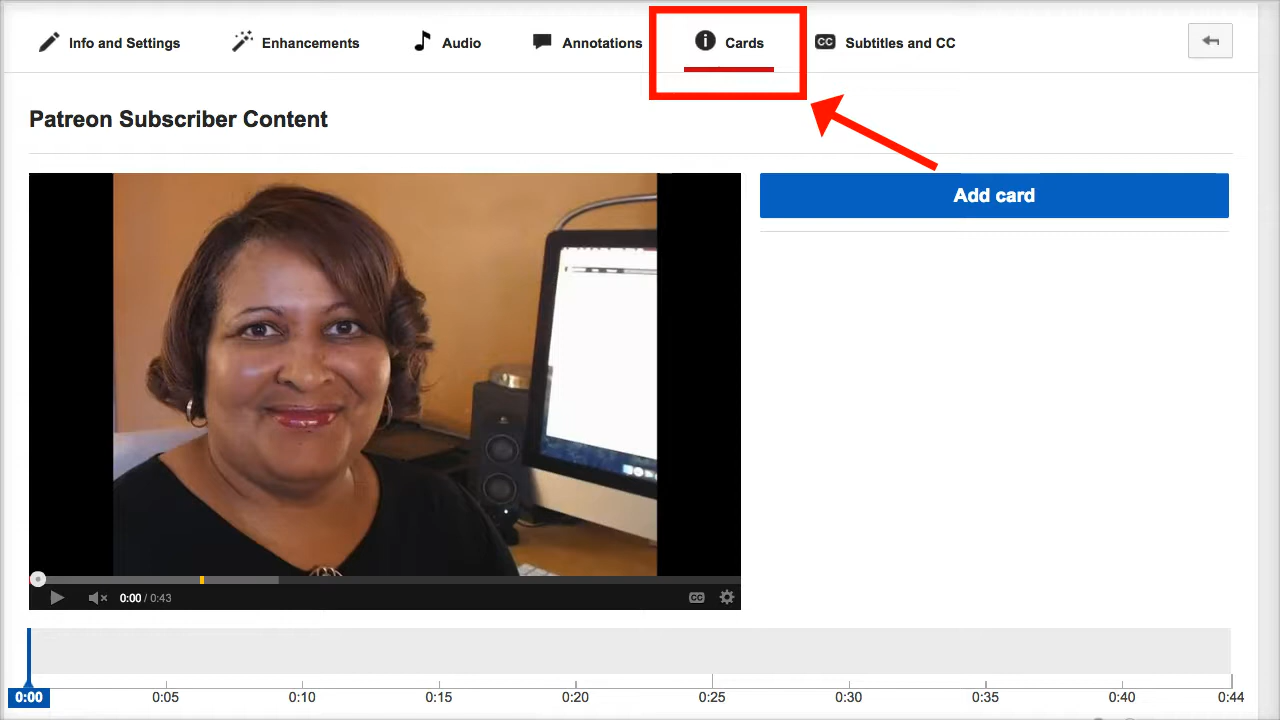 Info and Settings
Enhancements
Audio
Annotations
Cards
CC Subtitles and CC
Patreon Subscriber Content
Add card
0:00 / 0:43
CC
0:00 0:05 0:10 0:15 0:20 0:25 0:30 0:35 0:40 0:44